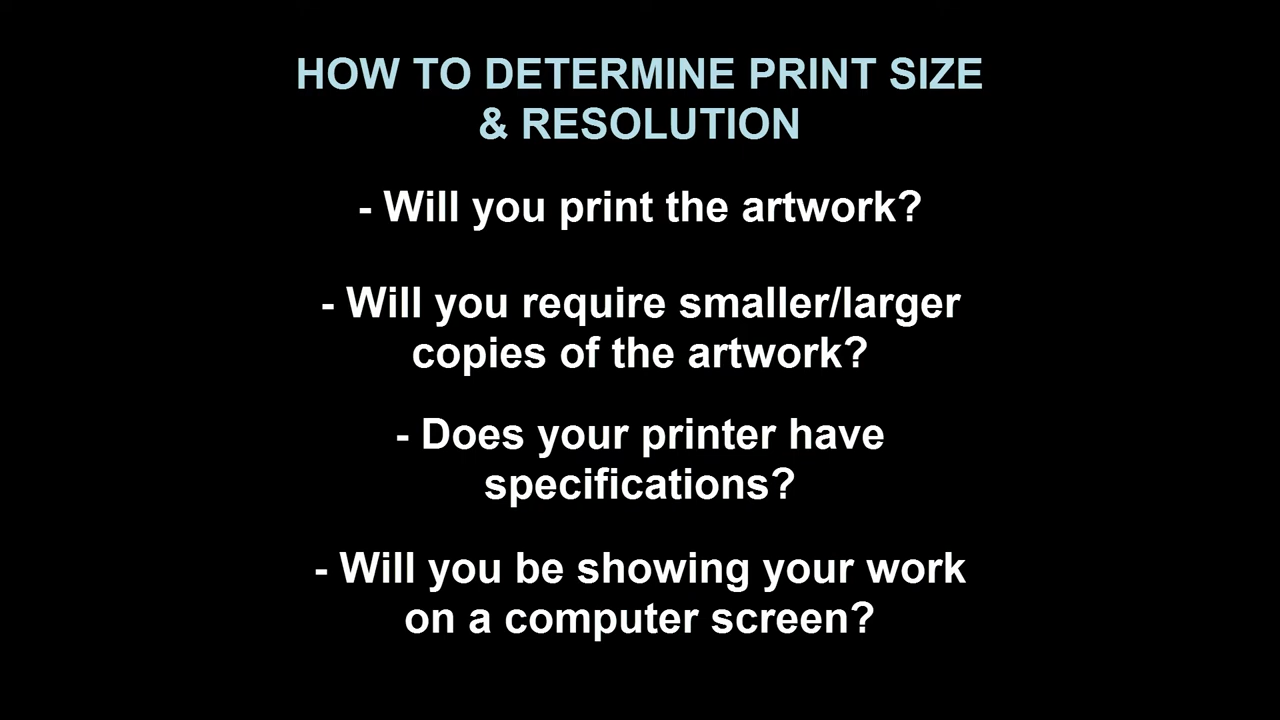 HOW TO DETERMINE PRINT SIZE
& RESOLUTION
- Will you print the artwork?
- Will you require smaller/larger
copies of the artwork?
- Does your printer have
specifications?
- Will you be showing your work
on a computer screen?